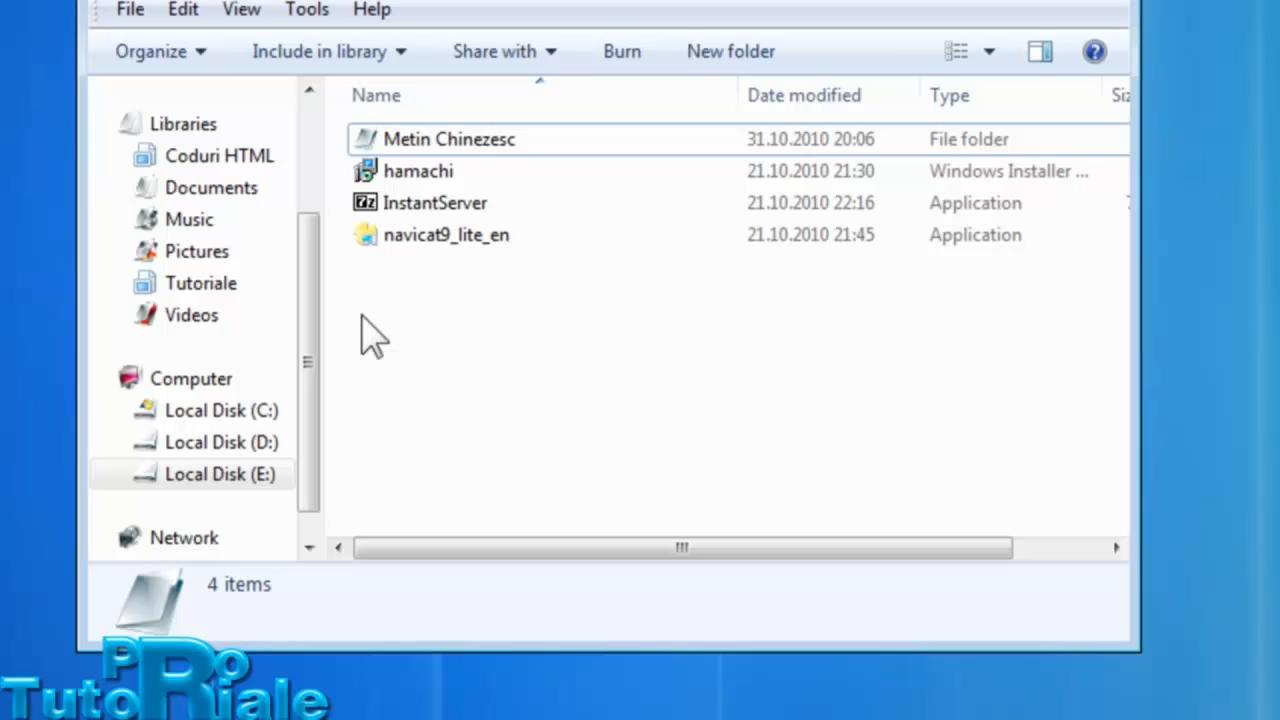 File Edit View Tools Help
Organize Include in library Share with Burn New folder
Name Date modified Type
Libraries
Coduri HTML
Documents
Music
Pictures
Tutoriale
Videos
Computer
Local Disk (C:)
Local Disk (D:)
Local Disk (E:)
Network
Metin Chinezesc 31.10.2010 20:06 File folder
hamachi 21.10.2010 21:30 Windows Installer ...
InstantServer 21.10.2010 22:16 Application
navicat9_lite_en 21.10.2010 21:45 Application
4 items
PRo
TutoRiale